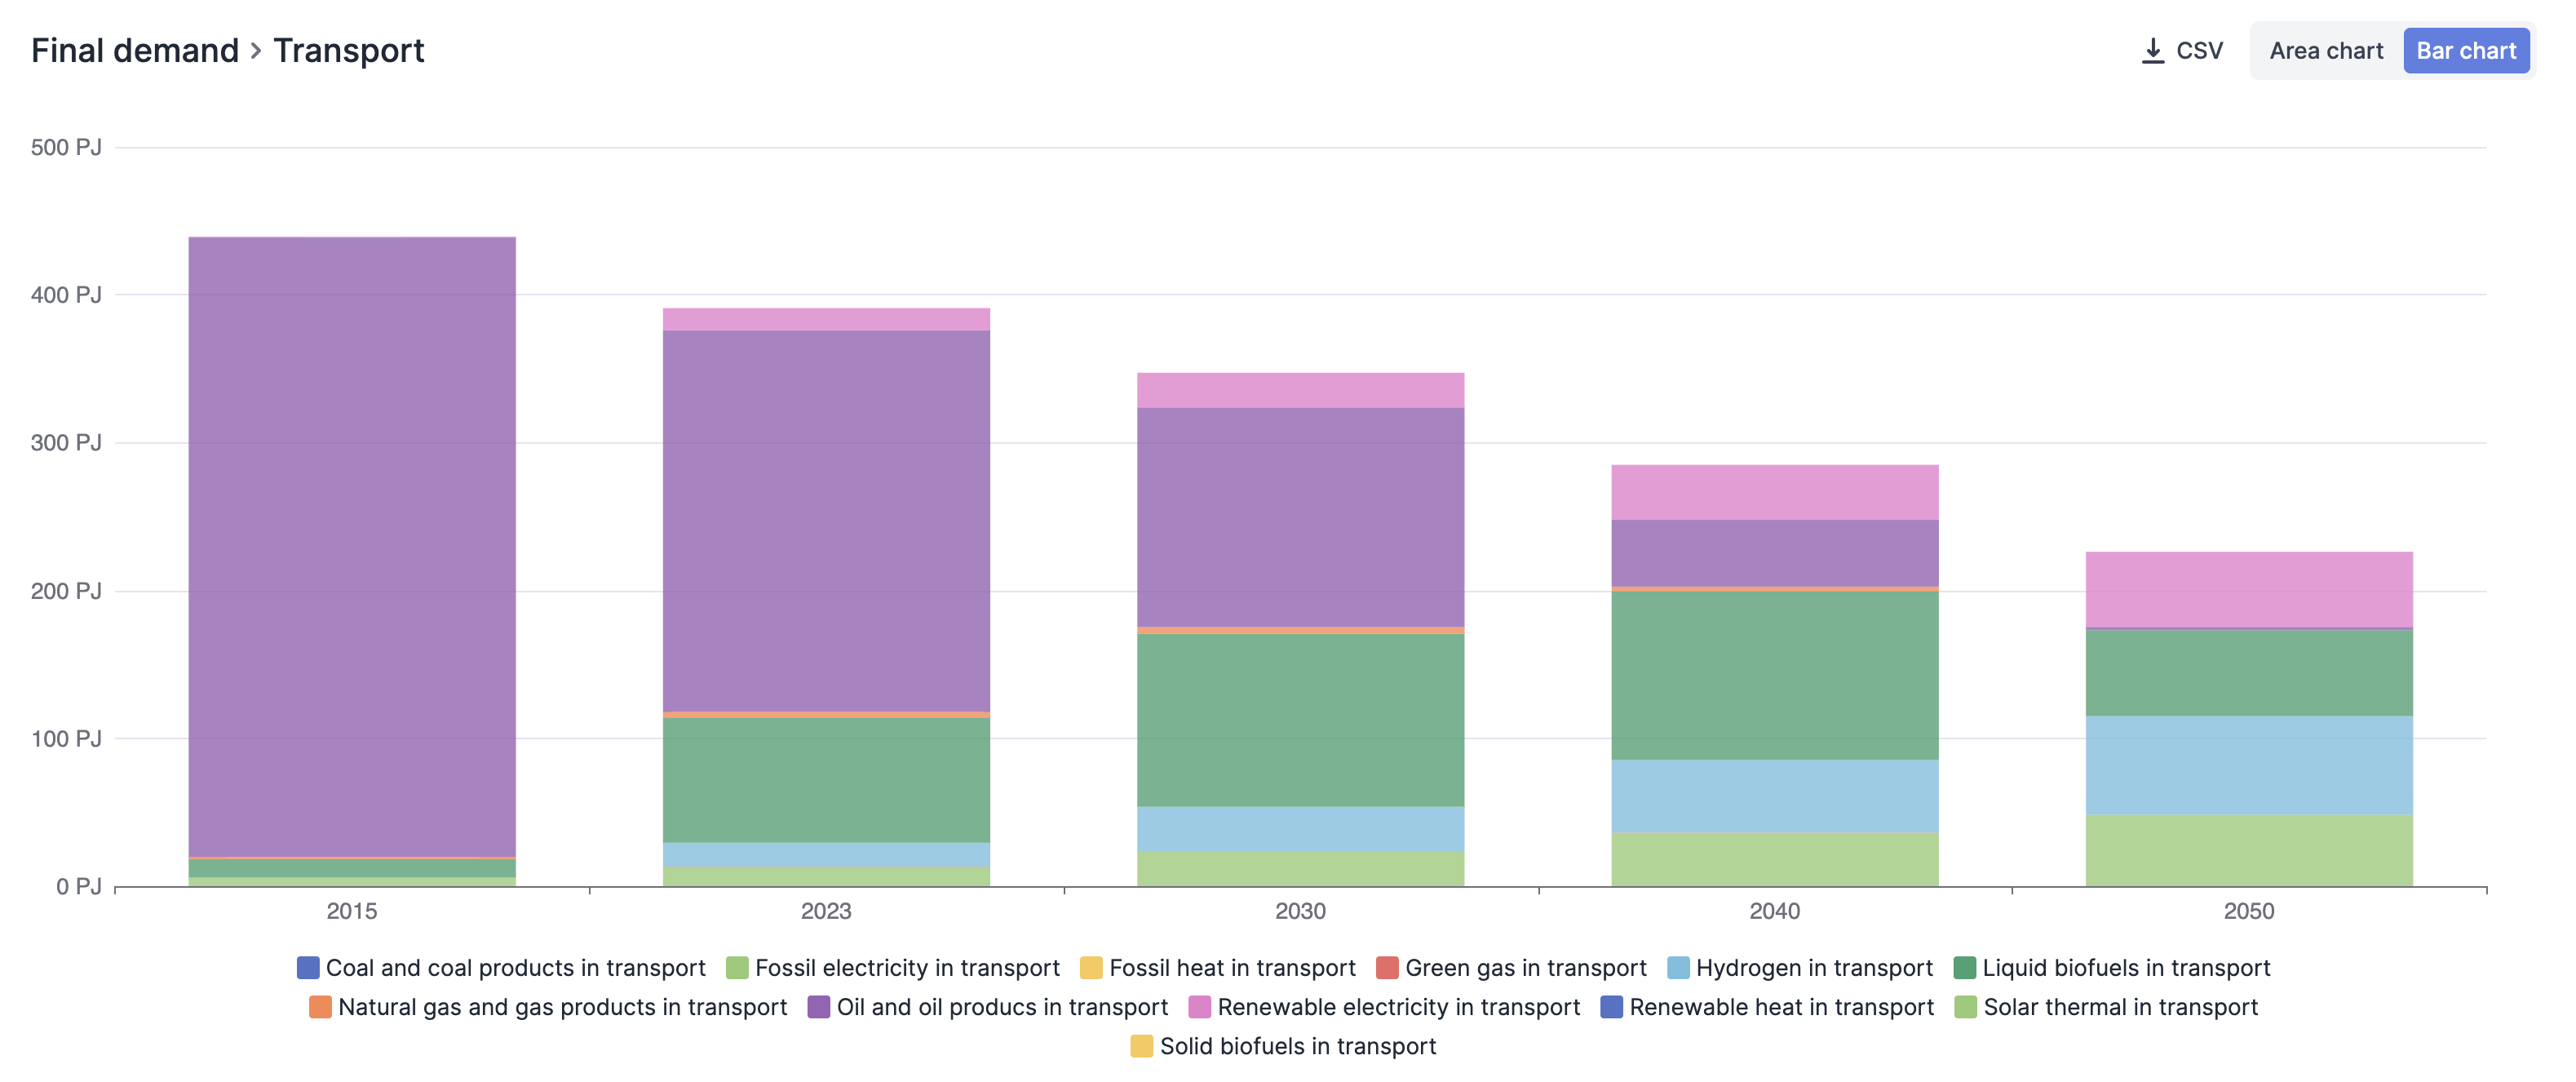 Final demand > Transport
CSV
Area chart
Bar chart
500 PJ
400 PJ
300 PJ
200 PJ
100 PJ
0 PJ
2015 2023 2030 2040 2050
Coal and coal products in transport Fossil electricity in transport Fossil heat in transport Green gas in transport Hydrogen in transport Liquid biofuels in transport
Natural gas and gas products in transport Oil and oil producs in transport Renewable electricity in transport Renewable heat in transport Solar thermal in transport
Solid biofuels in transport